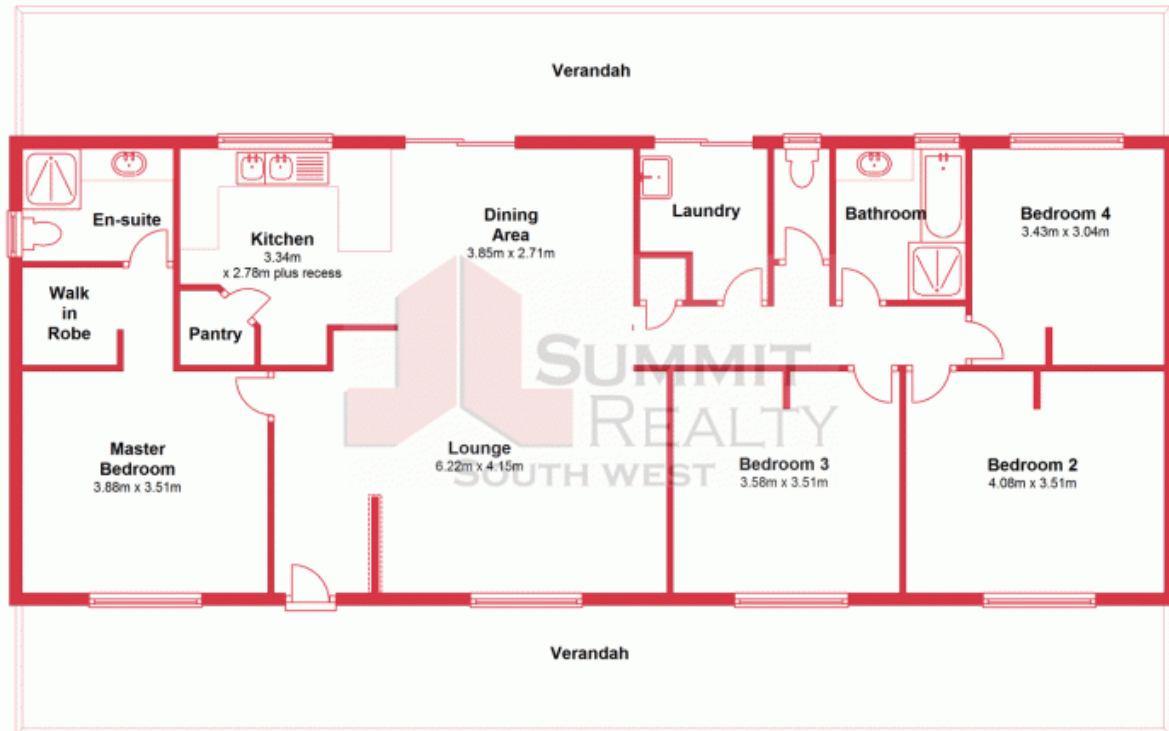 Verandah
En-suite
Kitchen
3.34m
x 2.78m plus recess
Dining
Area
3.85m x 2.71m
Laundry
Bathroom
Bedroom 4
3.43m x 3.04m
Walk
in
Robe
Pantry
SUMMIT
REALTY
SOUTH WEST
Master
Bedroom
3.88m x 3.51m
Lounge
6.22m x 4.15m
Bedroom 3
3.58m x 3.51m
Bedroom 2
4.08m x 3.51m
Verandah